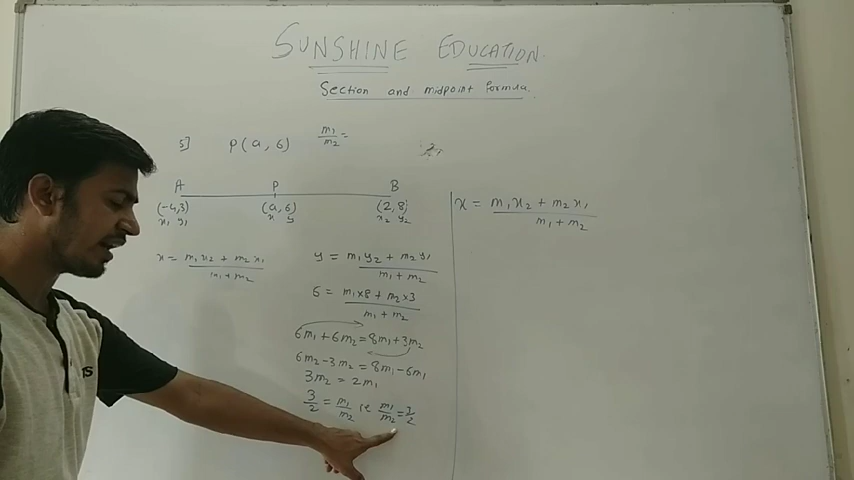 SUNSHINE EDUCATION
Section and midpoint formula.
5] P(a, 6) m₁/m₂ =
A P B
(-4,3) (a,6) (2,8)
x₁ y₁ x y x₂ y₂
x = (m₁x₂ + m₂x₁)/(m₁ + m₂)
y = (m₁y₂ + m₂y₁)/(m₁ + m₂)
6 = (m₁×8 + m₂×3)/(m₁ + m₂)
6m₁ + 6m₂ = 8m₁ + 3m₂
6m₂ - 3m₂ = 8m₁ - 6m₁
3m₂ = 2m₁
3/2 = m₁/m₂ ie m₁/m₂ = 3/2
x = (m₁x₂ + m₂x₁)/(m₁ + m₂)